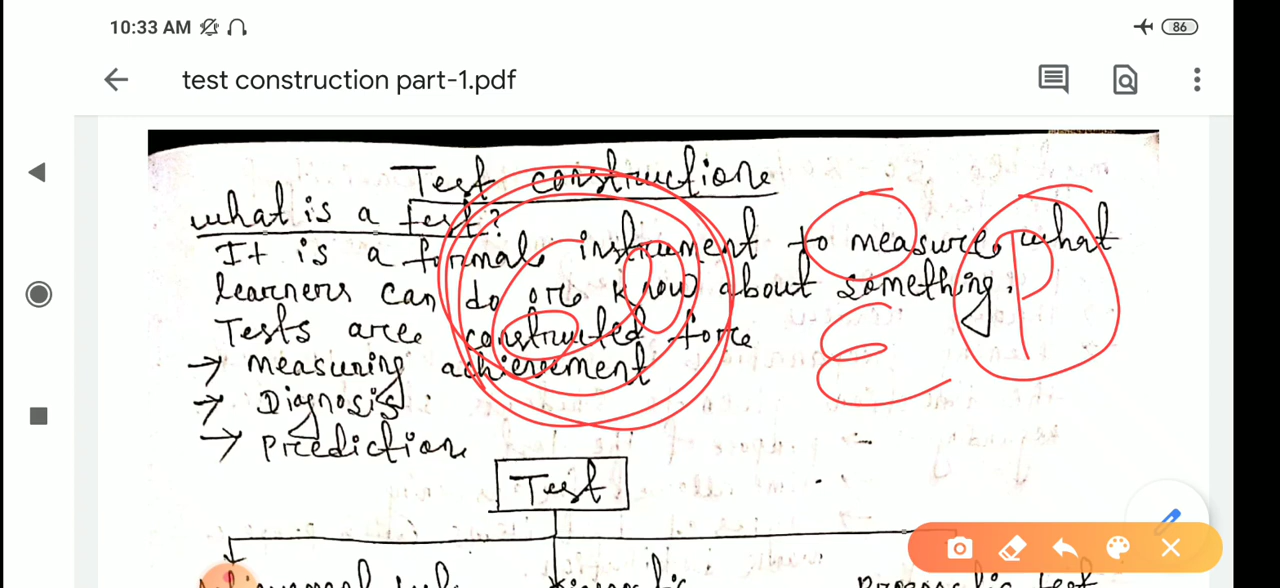 10:33 AM
86
test construction part-1.pdf
Test construction
what is a test?
It is a formal instrument to measure what
learners can do or know about something.
Tests are constructed for
→ Measuring achievement
→ Diagnosis
→ Prediction
Test
E P